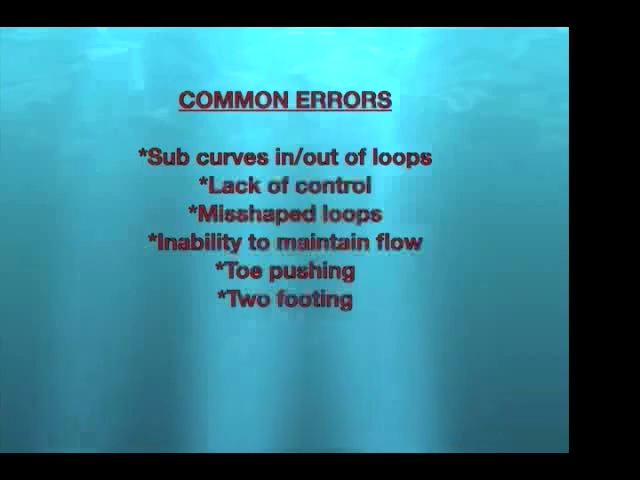 COMMON ERRORS
*Sub curves in/out of loops
*Lack of control
*Misshaped loops
*Inability to maintain flow
*Toe pushing
*Two footing